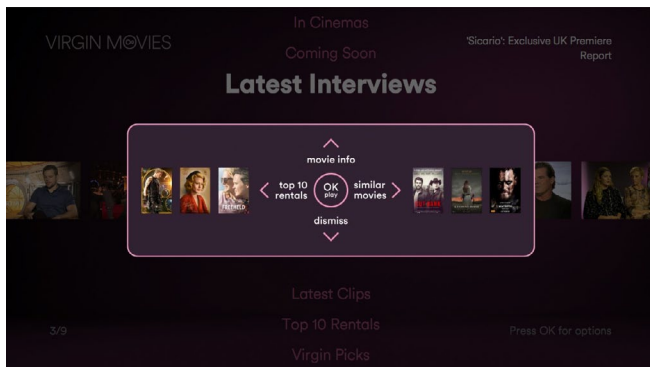 In Cinemas
VIRGIN MOVIES
'Sicario': Exclusive UK Premiere
Report
Coming Soon
Latest Interviews
movie info
top 10
rentals
OK
play
similar
movies
dismiss
FREEHELD
Latest Clips
3/9
Top 10 Rentals
Press OK for options
Virgin Picks